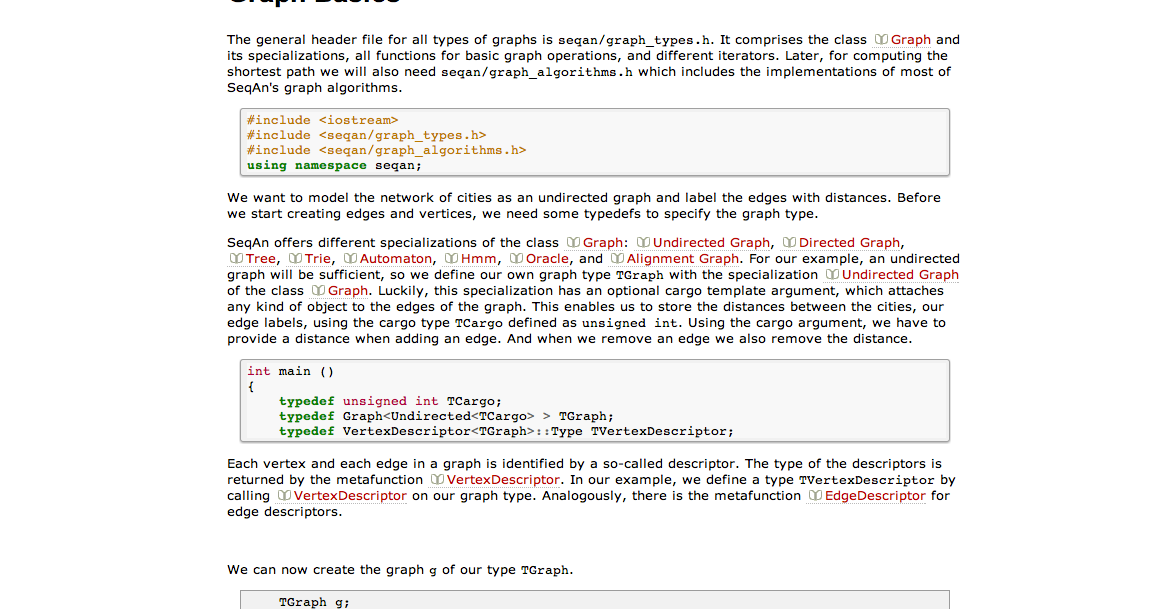 Graph Basics
The general header file for all types of graphs is seqan/graph_types.h. It comprises the class Graph and
its specializations, all functions for basic graph operations, and different iterators. Later, for computing the
shortest path we will also need seqan/graph_algorithms.h which includes the implementations of most of
SeqAn's graph algorithms.
#include <iostream>
#include <seqan/graph_types.h>
#include <seqan/graph_algorithms.h>
using namespace seqan;
We want to model the network of cities as an undirected graph and label the edges with distances. Before
we start creating edges and vertices, we need some typedefs to specify the graph type.
SeqAn offers different specializations of the class Graph: Undirected Graph, Directed Graph,
Tree, Trie, Automaton, Hmm, Oracle, and Alignment Graph. For our example, an undirected
graph will be sufficient, so we define our own graph type TGraph with the specialization Undirected Graph
of the class Graph. Luckily, this specialization has an optional cargo template argument, which attaches
any kind of object to the edges of the graph. This enables us to store the distances between the cities, our
edge labels, using the cargo type TCargo defined as unsigned int. Using the cargo argument, we have to
provide a distance when adding an edge. And when we remove an edge we also remove the distance.
int main ()
{
    typedef unsigned int TCargo;
    typedef Graph<Undirected<TCargo> > TGraph;
    typedef VertexDescriptor<TGraph>::Type TVertexDescriptor;
Each vertex and each edge in a graph is identified by a so-called descriptor. The type of the descriptors is
returned by the metafunction VertexDescriptor. In our example, we define a type TVertexDescriptor by
calling VertexDescriptor on our graph type. Analogously, there is the metafunction EdgeDescriptor for
edge descriptors.
We can now create the graph g of our type TGraph.
    TGraph g;